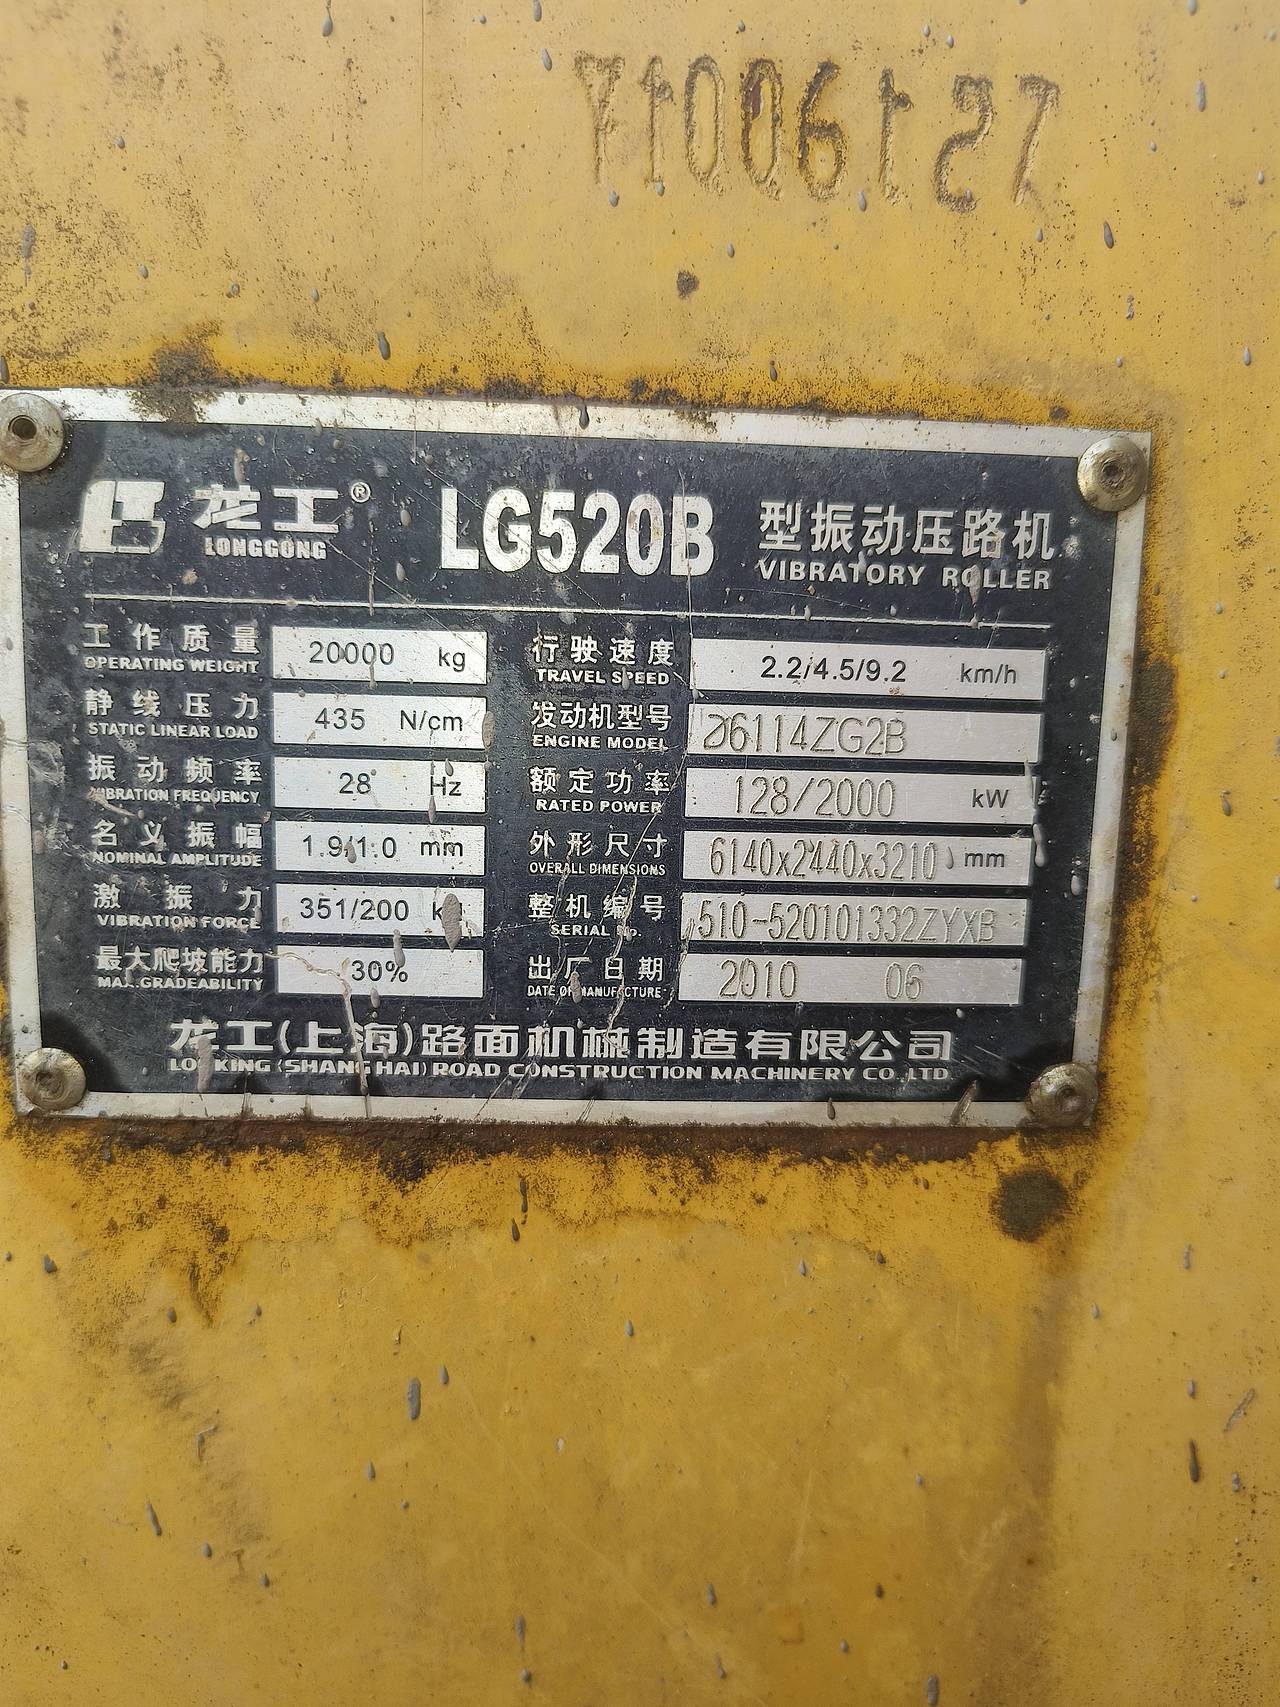 龙工® LG520B 型振动压路机
LONGGONG VIBRATORY ROLLER
工作质量 20000 kg 行驶速度 2.2/4.5/9.2 km/h
OPERATING WEIGHT TRAVEL SPEED
静线压力 435 N/cm 发动机型号 D6114ZG2B
STATIC LINEAR LOAD ENGINE MODEL
振动频率 28 Hz 额定功率 128/2000 kW
VIBRATION FREQUENCY RATED POWER
名义振幅 1.9/1.0 mm 外形尺寸 6140x2440x3210 mm
NOMINAL AMPLITUDE OVERALL DIMENSIONS
激振力 351/200 整机编号 510-520101332ZYXB
VIBRATION FORCE SERIAL No.
最大爬坡能力 30% 出厂日期 2010 06
MAX.GRADEABILITY DATE OF MANUFACTURE
龙工(上海)路面机械制造有限公司
LONKING (SHANGHAI) ROAD CONSTRUCTION MACHINERY CO.LTD